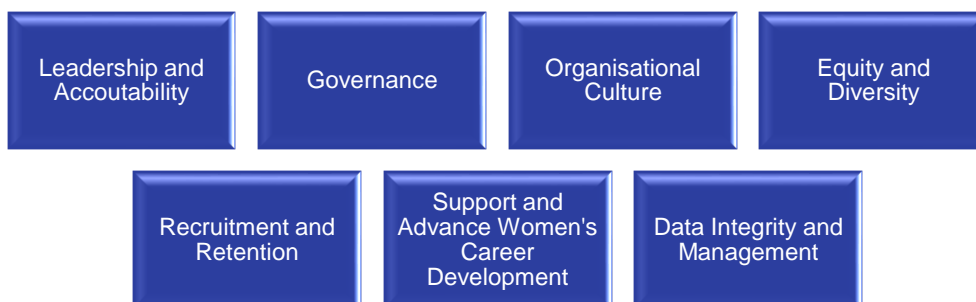 Leadership and
Accoutability
Governance
Organisational
Culture
Equity and
Diversity
Recruitment and
Retention
Support and
Advance Women's
Career
Development
Data Integrity and
Management